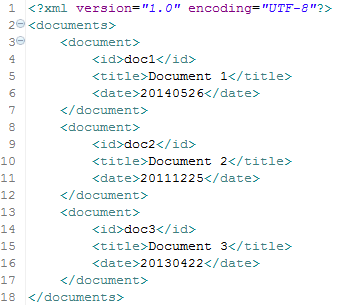 1 <?xml version="1.0" encoding="UTF-8"?>
2 <documents>
3     <document>
4         <id>doc1</id>
5         <title>Document 1</title>
6         <date>20140526</date>
7     </document>
8     <document>
9         <id>doc2</id>
10         <title>Document 2</title>
11         <date>20111225</date>
12     </document>
13     <document>
14         <id>doc3</id>
15         <title>Document 3</title>
16         <date>20130422</date>
17     </document>
18 </documents>